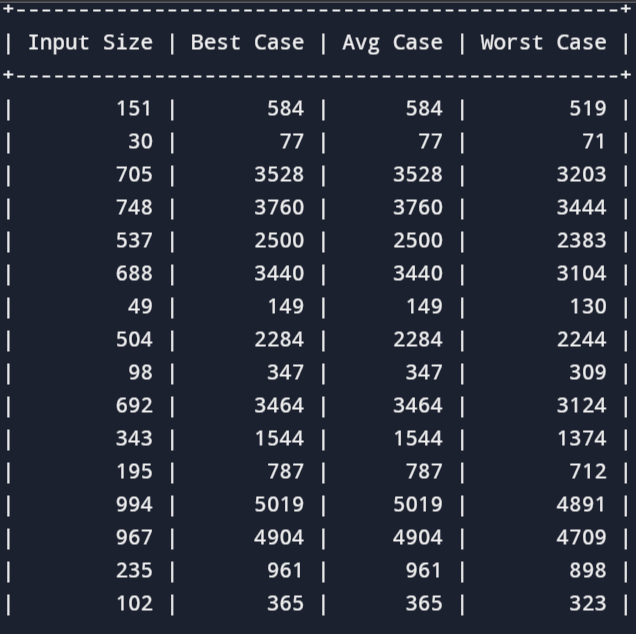 +-----------------------------------------------+
| Input Size | Best Case | Avg Case | Worst Case |
+-----------------------------------------------+
| 151 | 584 | 584 | 519 |
| 30 | 77 | 77 | 71 |
| 705 | 3528 | 3528 | 3203 |
| 748 | 3760 | 3760 | 3444 |
| 537 | 2500 | 2500 | 2383 |
| 688 | 3440 | 3440 | 3104 |
| 49 | 149 | 149 | 130 |
| 504 | 2284 | 2284 | 2244 |
| 98 | 347 | 347 | 309 |
| 692 | 3464 | 3464 | 3124 |
| 343 | 1544 | 1544 | 1374 |
| 195 | 787 | 787 | 712 |
| 994 | 5019 | 5019 | 4891 |
| 967 | 4904 | 4904 | 4709 |
| 235 | 961 | 961 | 898 |
| 102 | 365 | 365 | 323 |